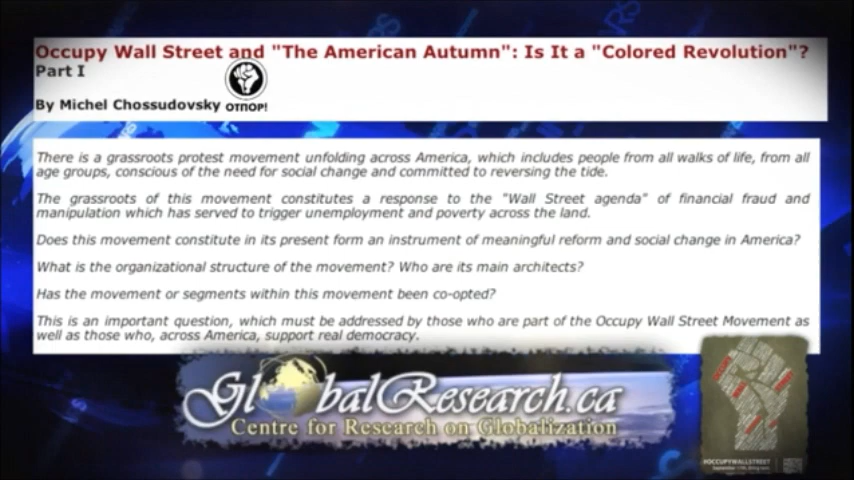 Occupy Wall Street and "The American Autumn": Is It a "Colored Revolution"?
Part I
By Michel Chossudovsky
ОТПОР!
There is a grassroots protest movement unfolding across America, which includes people from all walks of life, from all
age groups, conscious of the need for social change and committed to reversing the tide.
The grassroots of this movement constitutes a response to the "Wall Street agenda" of financial fraud and
manipulation which has served to trigger unemployment and poverty across the land.
Does this movement constitute in its present form an instrument of meaningful reform and social change in America?
What is the organizational structure of the movement? Who are its main architects?
Has the movement or segments within this movement been co-opted?
This is an important question, which must be addressed by those who are part of the Occupy Wall Street Movement as
well as those who, across America, support real democracy.
GlobalResearch.ca
Centre for Research on Globalization
#OCCUPYWALLSTREET